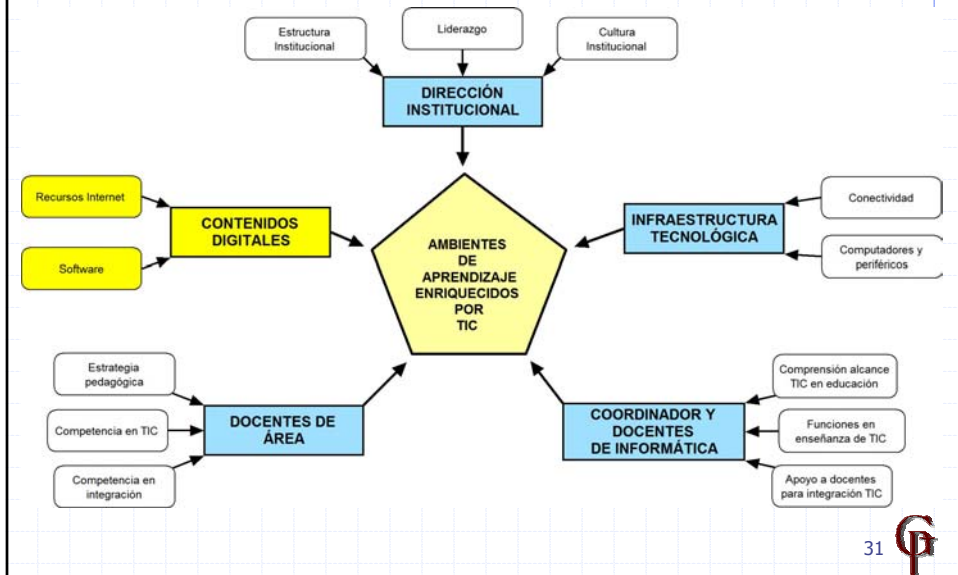 Estructura
Institucional
Liderazgo
Cultura
Institucional
DIRECCIÓN
INSTITUCIONAL
Recursos Internet
Software
CONTENIDOS
DIGITALES
AMBIENTES
DE
APRENDIZAJE
ENRIQUECIDOS
POR
TIC
INFRAESTRUCTURA
TECNOLÓGICA
Conectividad
Computadores y
periféricos
Estrategia
pedagógica
Competencia en TIC
Competencia en
integración
DOCENTES DE
ÁREA
COORDINADOR Y
DOCENTES
DE INFORMÁTICA
Comprensión alcance
TIC en educación
Funciones en
enseñanza de TIC
Apoyo a docentes
para integración TIC
31